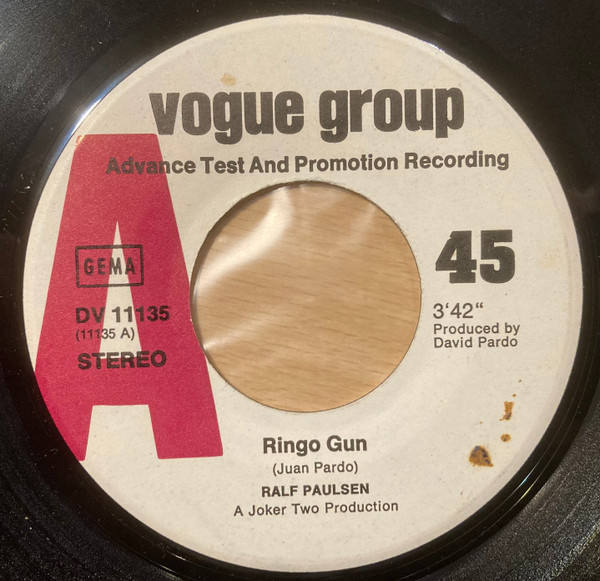 vogue group
Advance Test And Promotion Recording
A
GEMA
45
DV 11135
(11135 A)
STEREO
3'42“
Produced by
David Pardo
Ringo Gun
(Juan Pardo)
RALF PAULSEN
A Joker Two Production